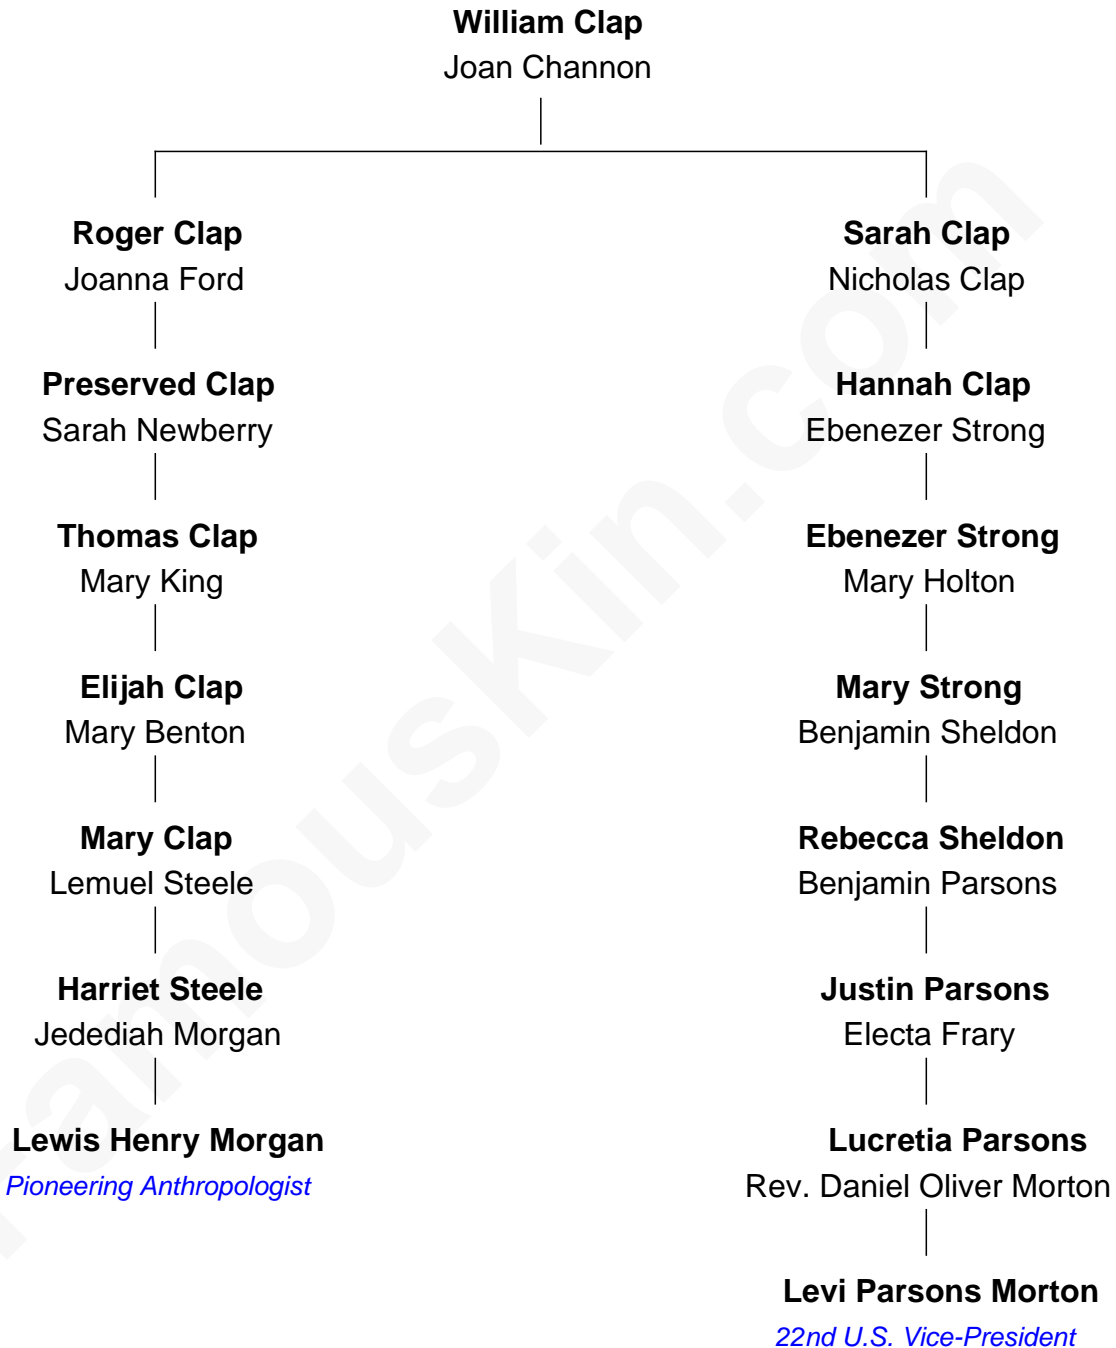 William Clap
Joan Channon
Roger Clap
Joanna Ford
Sarah Clap
Nicholas Clap
Preserved Clap
Sarah Newberry
Hannah Clap
Ebenezer Strong
Thomas Clap
Mary King
Ebenezer Strong
Mary Holton
Elijah Clap
Mary Benton
Mary Strong
Benjamin Sheldon
Mary Clap
Lemuel Steele
Rebecca Sheldon
Benjamin Parsons
Harriet Steele
Jedediah Morgan
Justin Parsons
Electa Frary
Lewis Henry Morgan
Pioneering Anthropologist
Lucretia Parsons
Rev. Daniel Oliver Morton
Levi Parsons Morton
22nd U.S. Vice-President
FamousKin.com